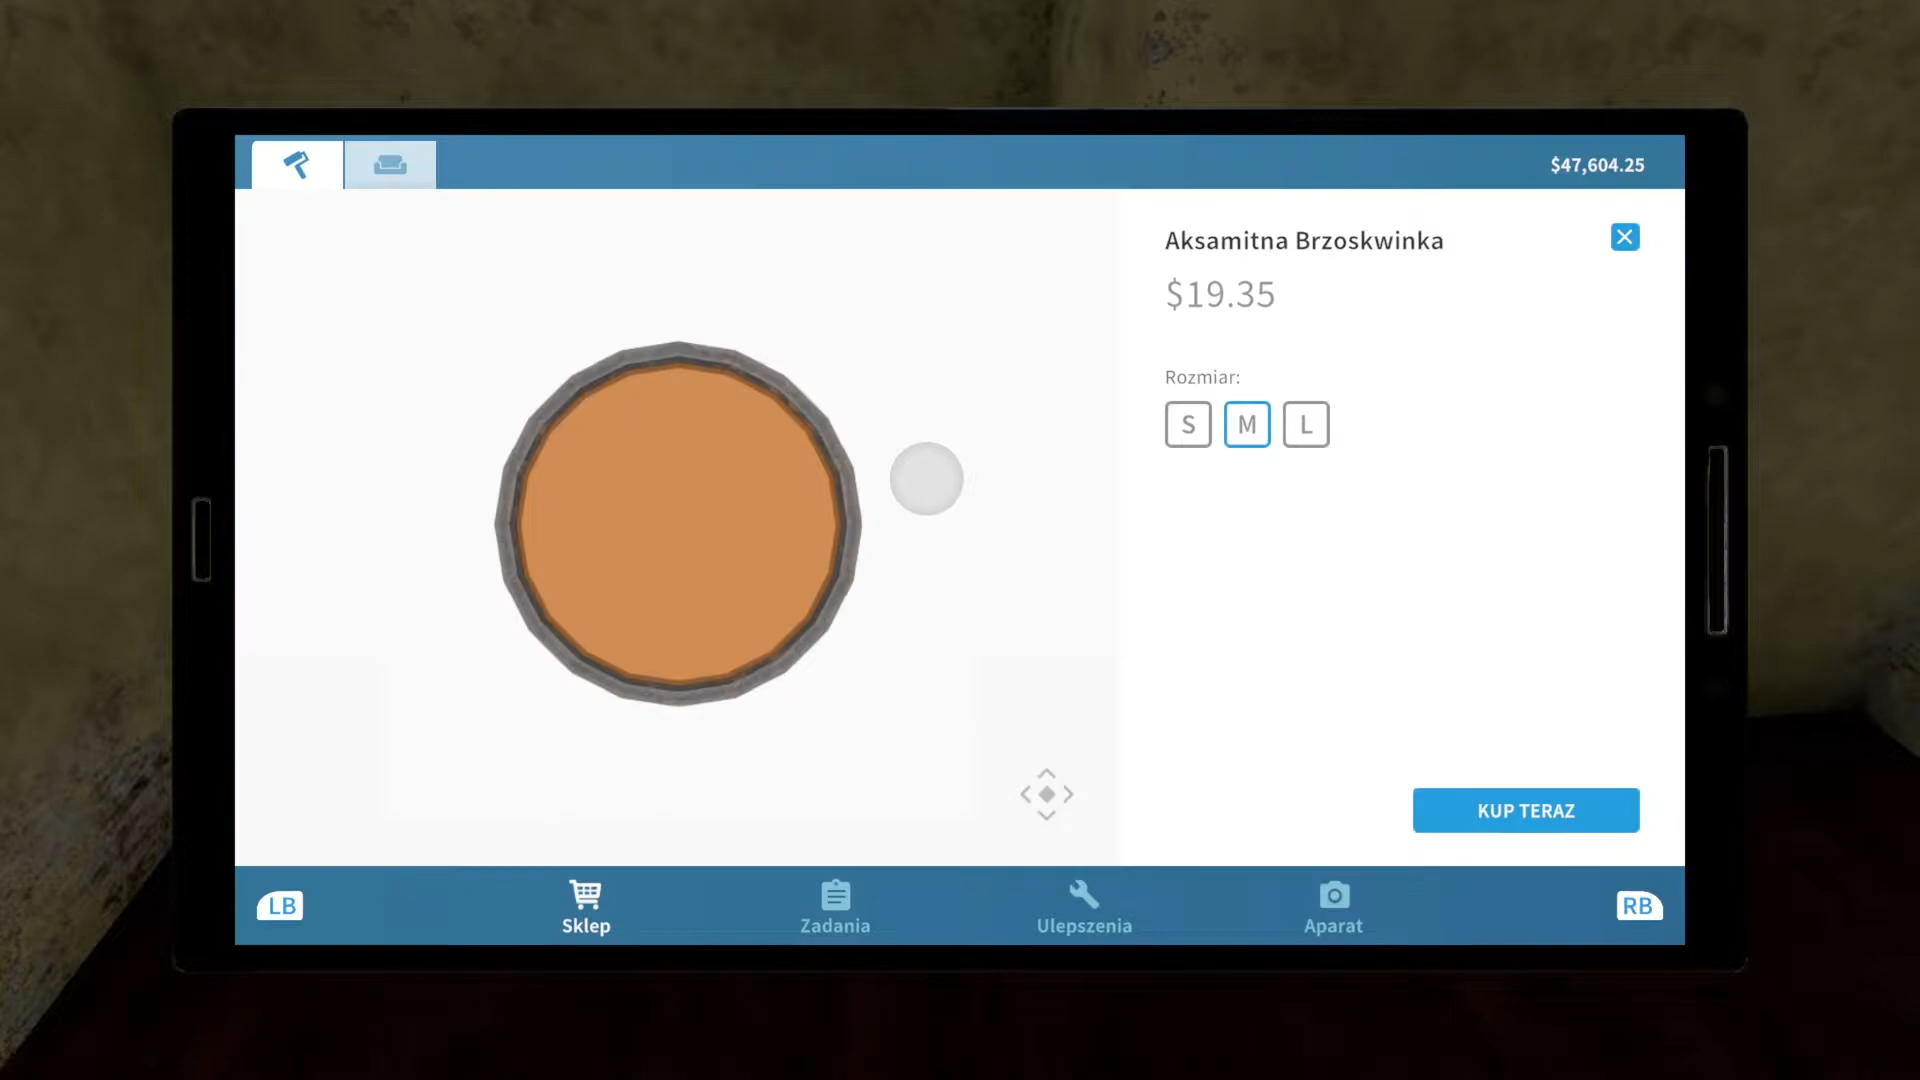 $47,604.25
Aksamitna Brzoskwinka
$19.35
Rozmiar:
S M L
KUP TERAZ
LB
Sklep
Zadania
Ulepszenia
Aparat
RB